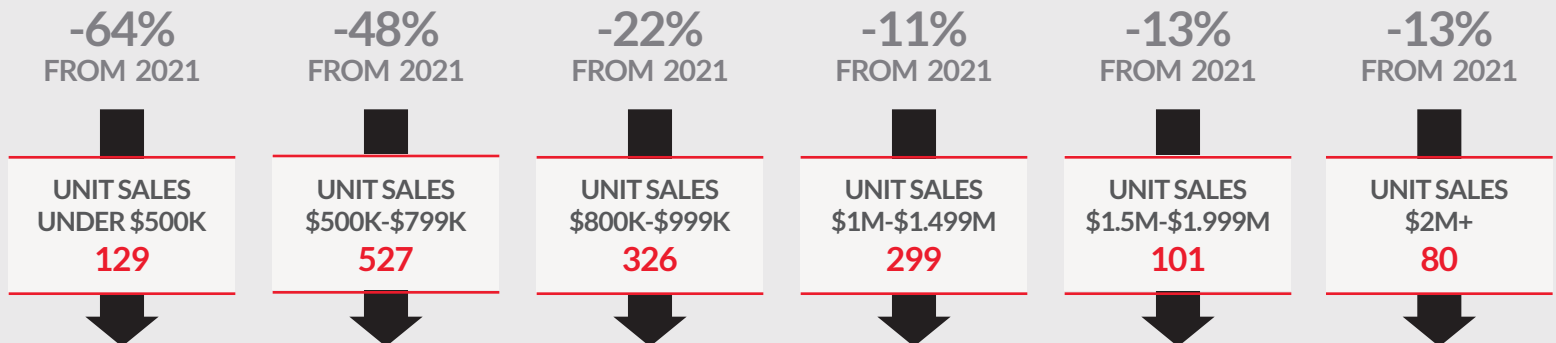 -64%
FROM 2021
UNIT SALES
UNDER $500K
129
-48%
FROM 2021
UNIT SALES
$500K-$799K
527
-22%
FROM 2021
UNIT SALES
$800K-$999K
326
-11%
FROM 2021
UNIT SALES
$1M-$1.499M
299
-13%
FROM 2021
UNIT SALES
$1.5M-$1.999M
101
-13%
FROM 2021
UNIT SALES
$2M+
80